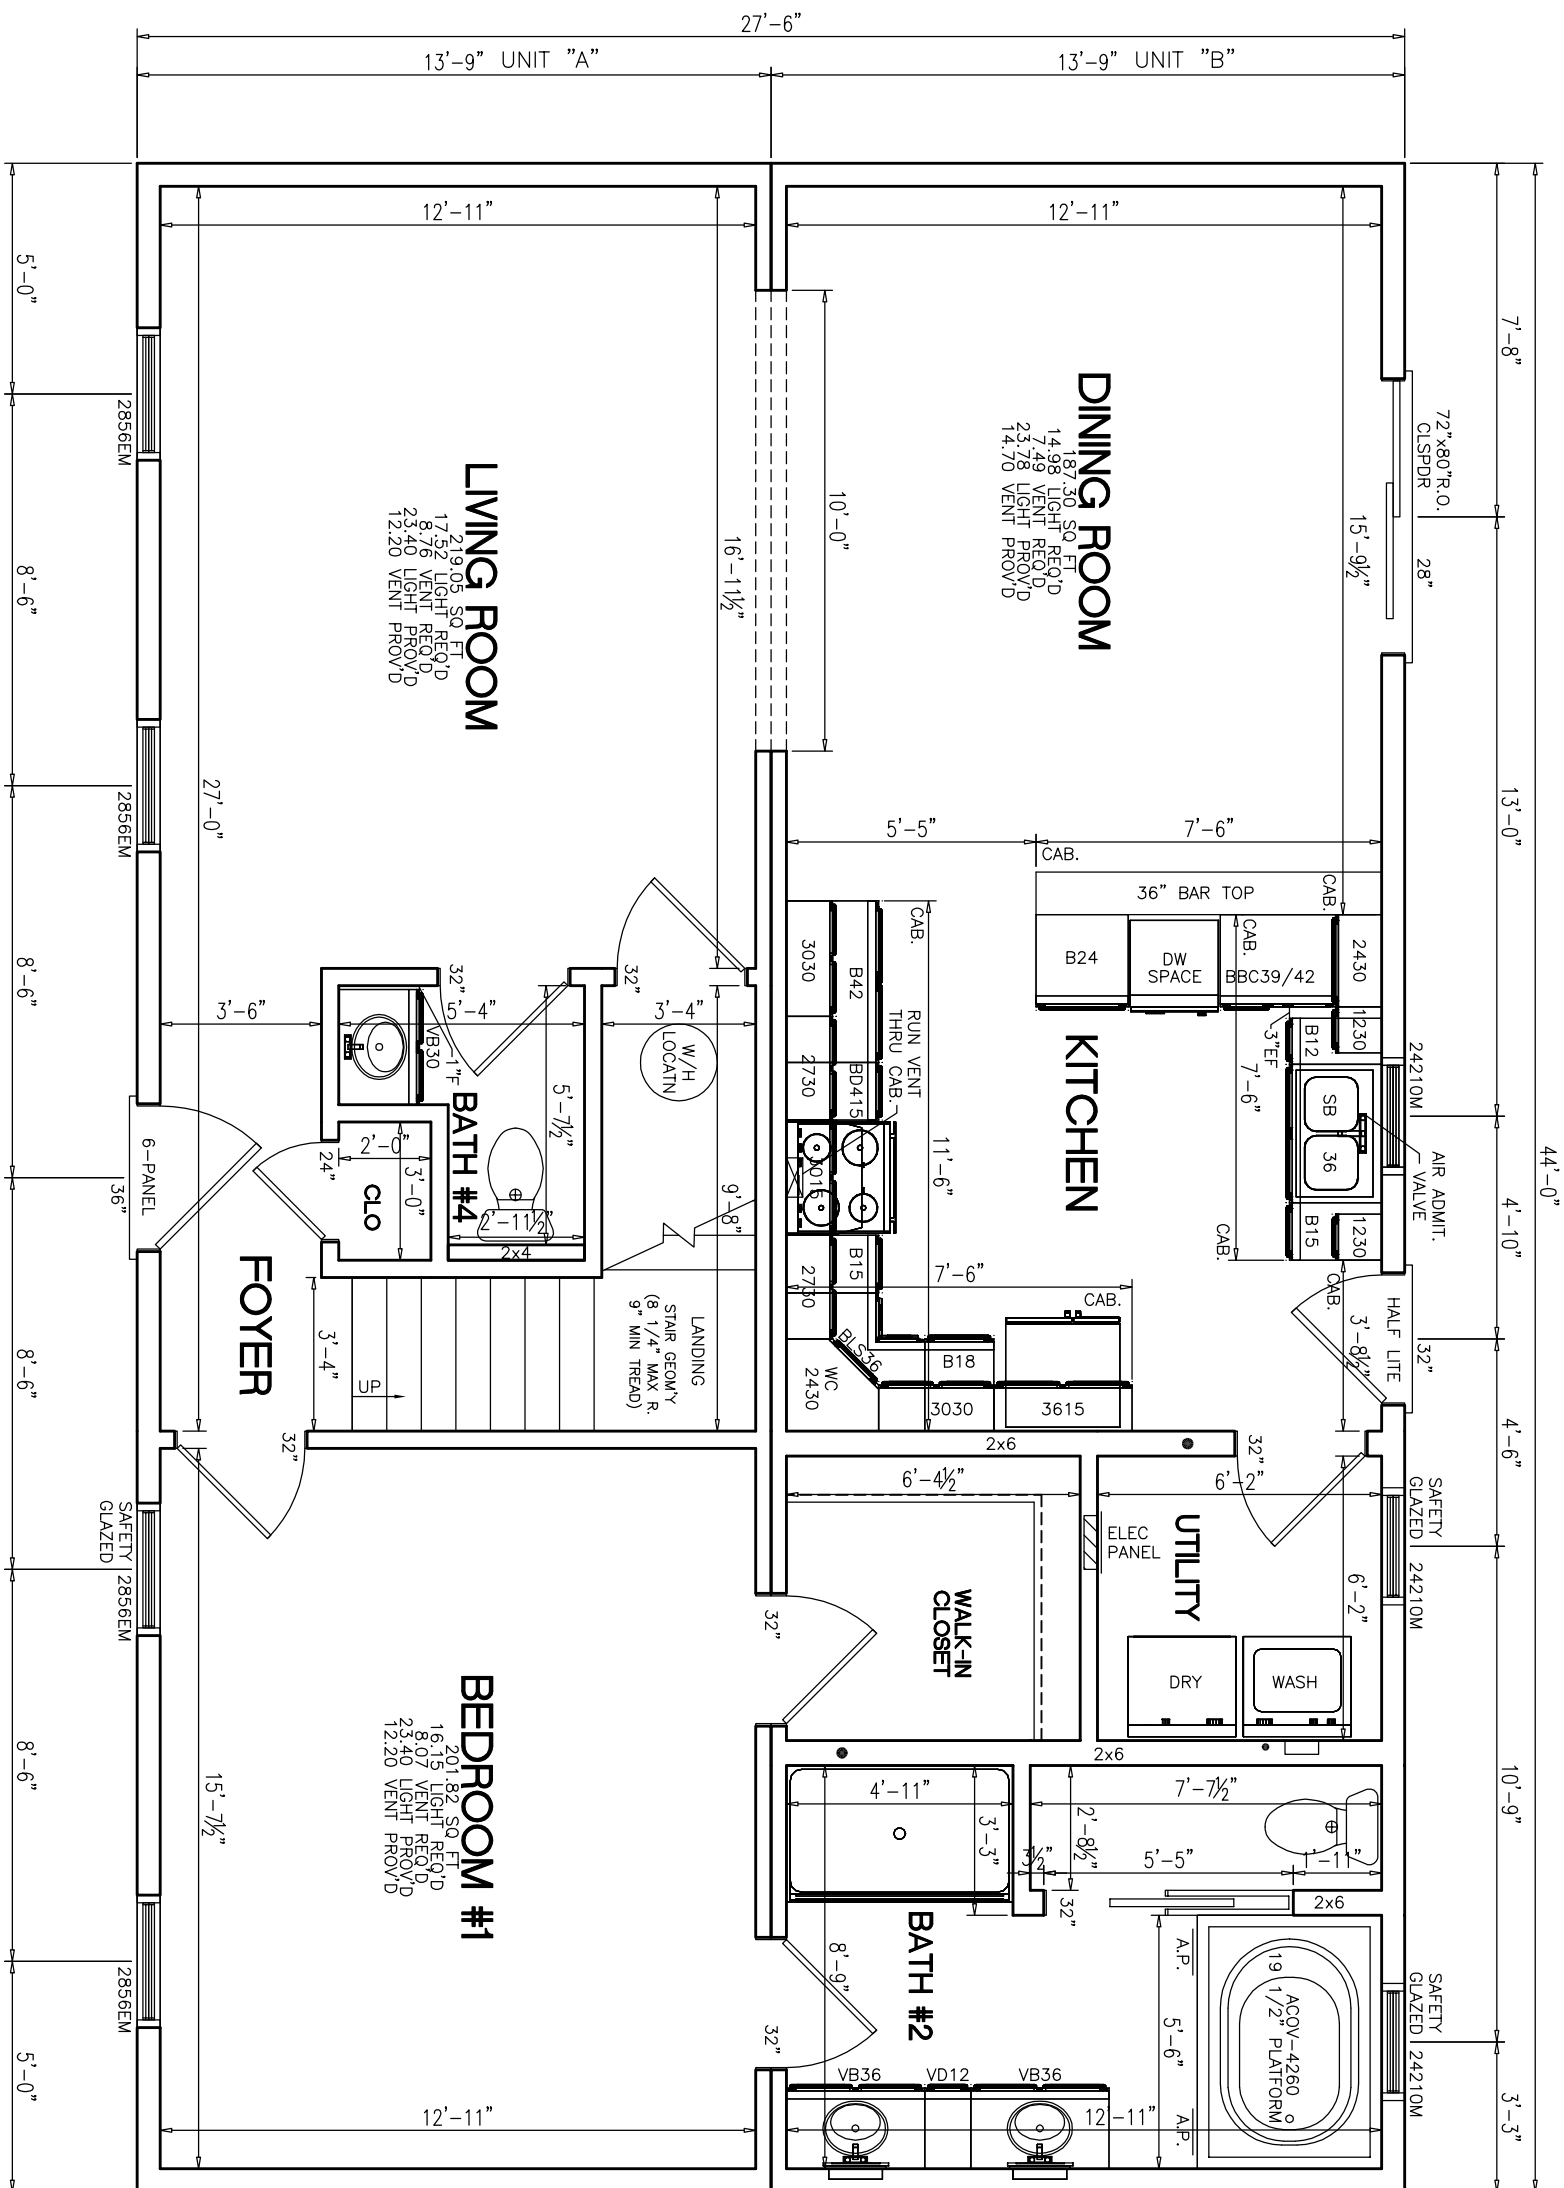 27'-6"
13'-9" UNIT "A"
13'-9" UNIT "B"
44'-0"
7'-8"
13'-0"
4'-10"
4'-6"
10'-9"
3'-3"
72"x80"R.O.
CLSPDR
28"
24210M
AIR ADMIT.
VALVE
HALF LITE
32"
SAFETY
GLAZED
24210M
SAFETY
GLAZED
24210M
DINING ROOM
187.30 SQ FT
14.98 LIGHT REQ'D
7.49 VENT REQ'D
23.78 LIGHT PROV'D
14.70 VENT PROV'D
12'-11"
15'-9½"
10'-0"
5'-5"
7'-6"
CAB.
36" BAR TOP
CAB.
CAB.
B24
DW
SPACE
BBC39/42
2430
1230
B12
3"EF
7'-6"
SB
36
B15
1230
CAB.
CAB.
3'-8½"
KITCHEN
CAB.
RUN VENT
THRU CAB.
11'-6"
3030
B42
2730
BD415
3015
B15
2730
7'-6"
CAB.
BLS36
B18
WC
2430
3030
3615
2x6
32"
6'-4½"
6'-2"
UTILITY
ELEC
PANEL
6'-2"
WALK-IN
CLOSET
DRY
WASH
32"
2x6
4'-11"
3'-3"
7'-7½"
2'-8½"
3½"
5'-5"
1'-11"
32"
2x6
BATH #2
8'-9"
A.P.
5'-6"
19 1/2" PLATFORM
ACOV-4260
A.P.
32"
VB36
VD12
VB36
12'-11"
LIVING ROOM
219.05 SQ FT
17.52 LIGHT REQ'D
8.76 VENT REQ'D
23.40 LIGHT PROV'D
12.20 VENT PROV'D
12'-11"
16'-11½"
27'-0"
32"
32"
3'-6"
5'-4"
3'-4"
W/H
LOCATN
VB30
1"F
BATH #4
5'-7½"
2'-11½"
2x4
2'-0"
3'-0"
CLO
24"
9'-8"
6-PANEL
36"
FOYER
3'-4"
UP
LANDING
STAIR GEOM'Y
(8 1/4" MAX R.
9" MIN TREAD)
32"
BEDROOM #1
201.82 SQ FT
16.15 LIGHT REQ'D
8.07 VENT REQ'D
23.40 LIGHT PROV'D
12.20 VENT PROV'D
15'-7½"
12'-11"
2856EM
2856EM
SAFETY
GLAZED
2856EM
2856EM
5'-0"
8'-6"
8'-6"
8'-6"
8'-6"
5'-0"